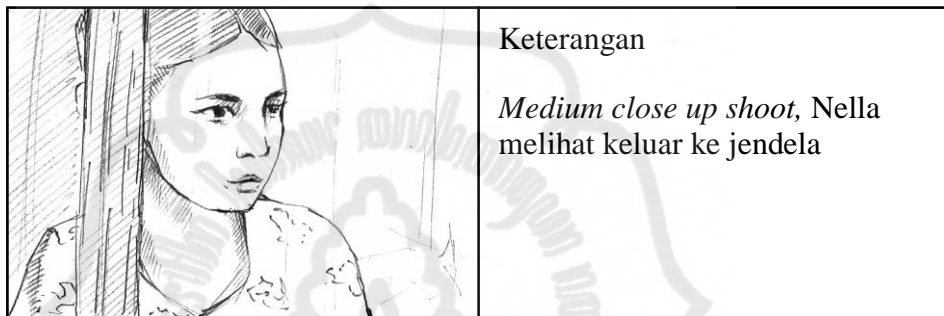 Keterangan
Medium close up shoot, Nella
melihat keluar ke jendela